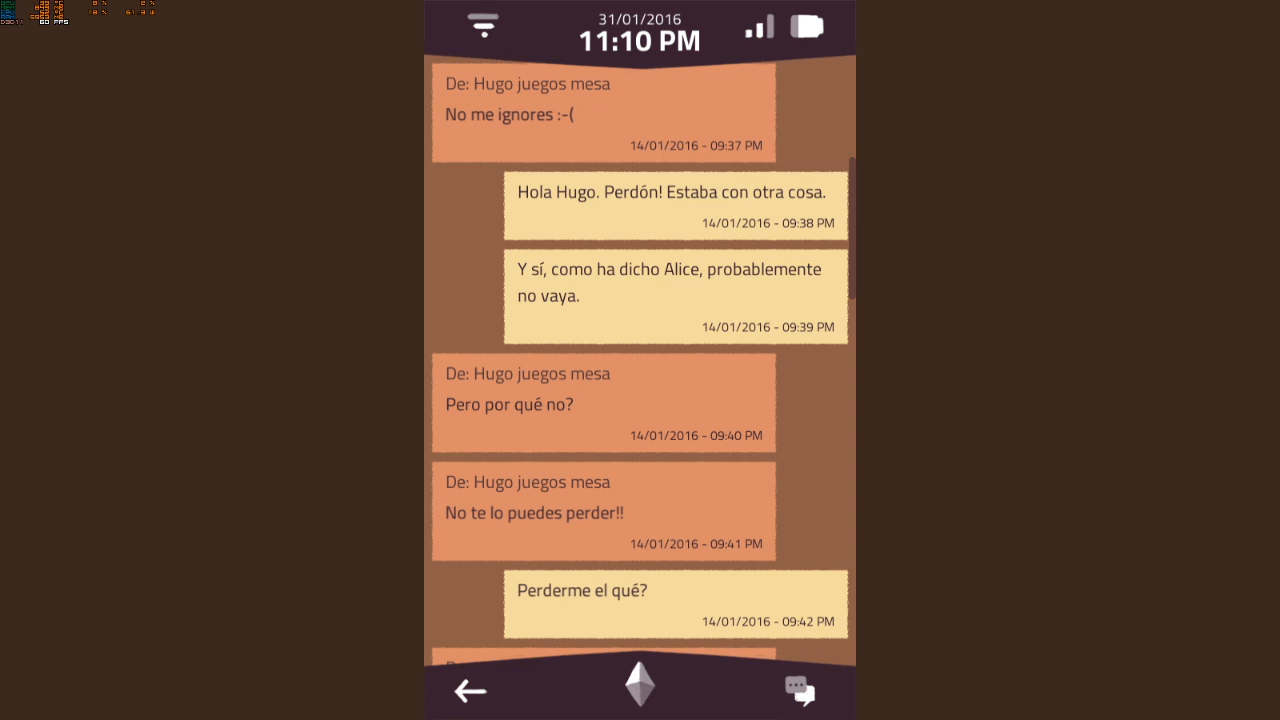 31/01/2016
11:10 PM
De: Hugo juegos mesa
No me ignores :-(
14/01/2016 - 09:37 PM
Hola Hugo. Perdón! Estaba con otra cosa.
14/01/2016 - 09:38 PM
Y sí, como ha dicho Alice, probablemente
no vaya.
14/01/2016 - 09:39 PM
De: Hugo juegos mesa
Pero por qué no?
14/01/2016 - 09:40 PM
De: Hugo juegos mesa
No te lo puedes perder!!
14/01/2016 - 09:41 PM
Perderme el qué?
14/01/2016 - 09:42 PM